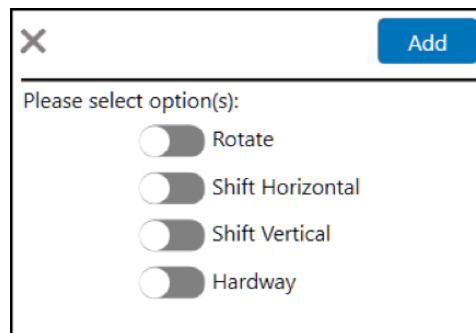 Add
Please select option(s):
Rotate
Shift Horizontal
Shift Vertical
Hardway